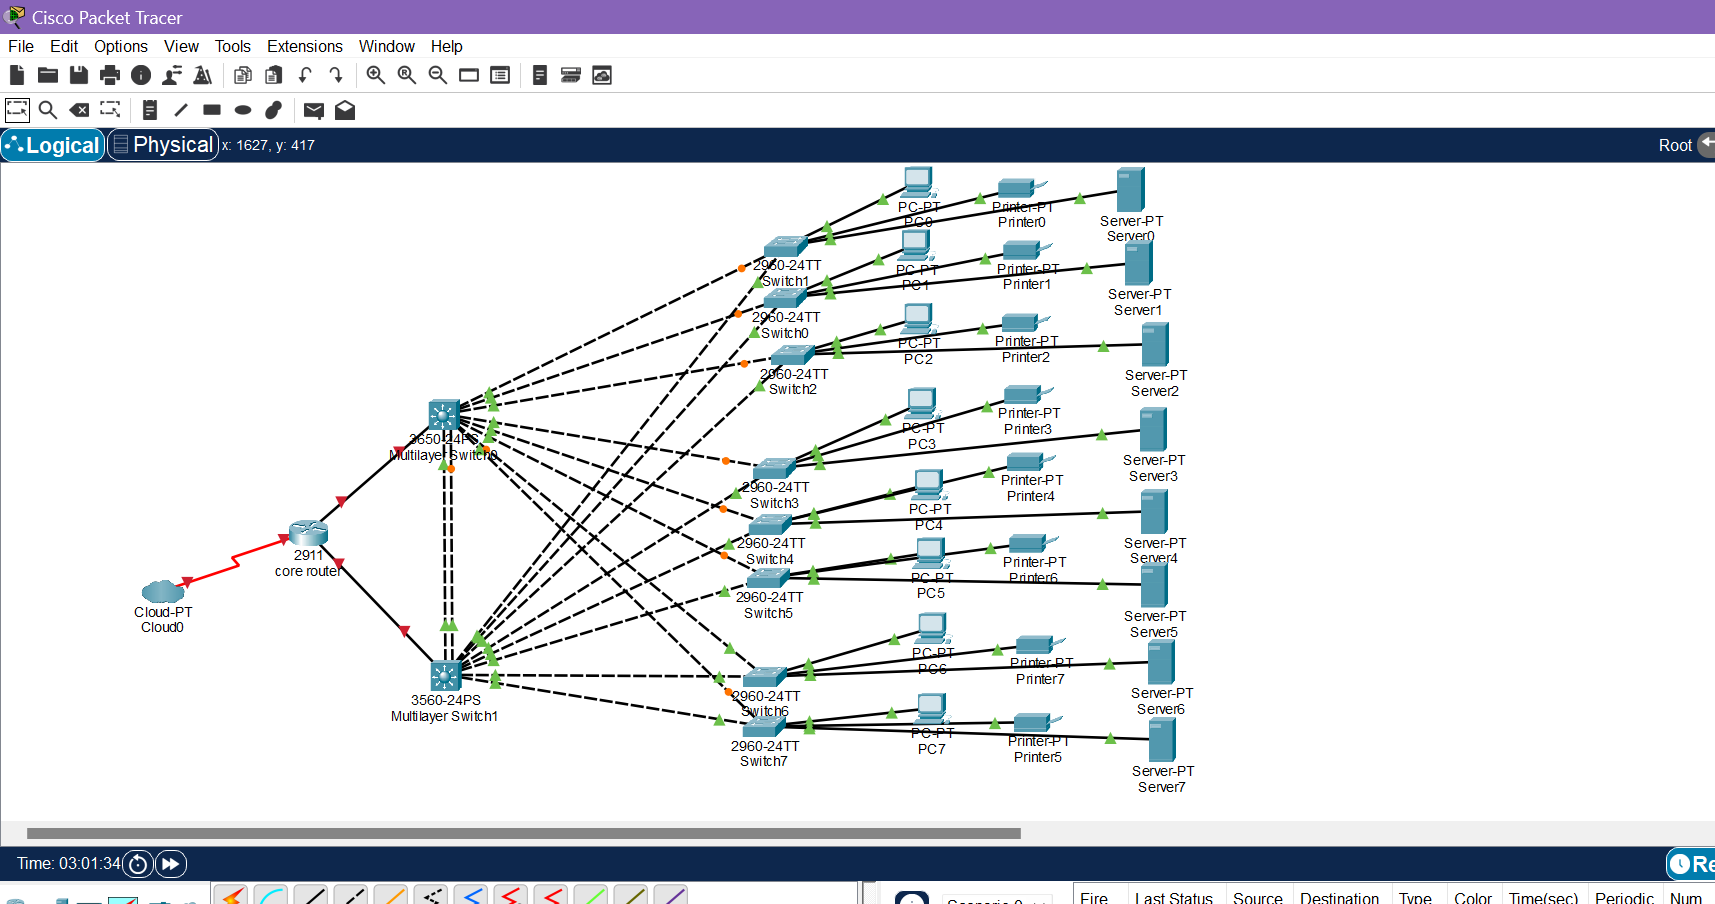 Cisco Packet Tracer
File Edit Options View Tools Extensions Window Help
Logical Physical x: 1627, y: 417 Root
PC-PT
PC0
Printer-PT
Printer0
Server-PT
Server0
2960-24TT
Switch1
PC-PT
PC1
Printer-PT
Printer1
Server-PT
Server1
2960-24TT
Switch0
PC-PT
PC2
Printer-PT
Printer2
Server-PT
Server2
2960-24TT
Switch2
PC-PT
PC3
Printer-PT
Printer3
Server-PT
Server3
3650-24PS
Multilayer Switch0
2960-24TT
Switch3
PC-PT
PC4
Printer-PT
Printer4
Server-PT
Server4
2960-24TT
Switch4
2911
core router
PC-PT
PC5
Printer-PT
Printer6
Server-PT
Server5
2960-24TT
Switch5
Cloud-PT
Cloud0
PC-PT
PC6
Printer-PT
Printer7
Server-PT
Server6
2960-24TT
Switch6
3560-24PS
Multilayer Switch1
PC-PT
PC7
Printer-PT
Printer5
Server-PT
Server7
2960-24TT
Switch7
Time: 03:01:34
Re
Fire Last Status Source Destination Type Color Time(sec) Periodic Num